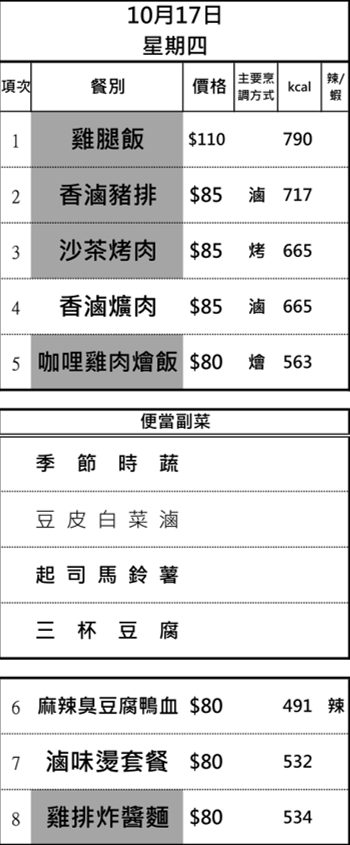 10月17日
星期四
項次 餐別 價格 主要烹調方式 kcal 辣/蝦
1 雞腿飯 $110 790
2 香滷豬排 $85 滷 717
3 沙茶烤肉 $85 烤 665
4 香滷爌肉 $85 滷 665
5 咖哩雞肉燴飯 $80 燴 563
便當副菜
季節時蔬
豆皮白菜滷
起司馬鈴薯
三杯豆腐
6 麻辣臭豆腐鴨血 $80 491 辣
7 滷味燙套餐 $80 532
8 雞排炸醬麵 $80 534